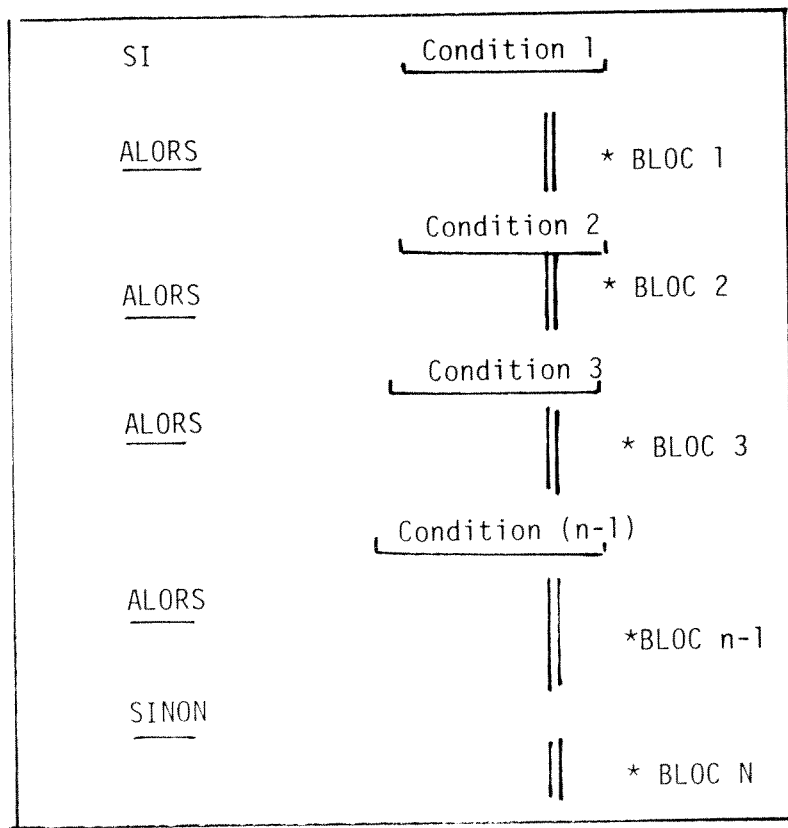 SI Condition 1
ALORS * BLOC 1
Condition 2
ALORS * BLOC 2
Condition 3
ALORS * BLOC 3
Condition (n-1)
ALORS
*BLOC n-1
SINON
* BLOC N